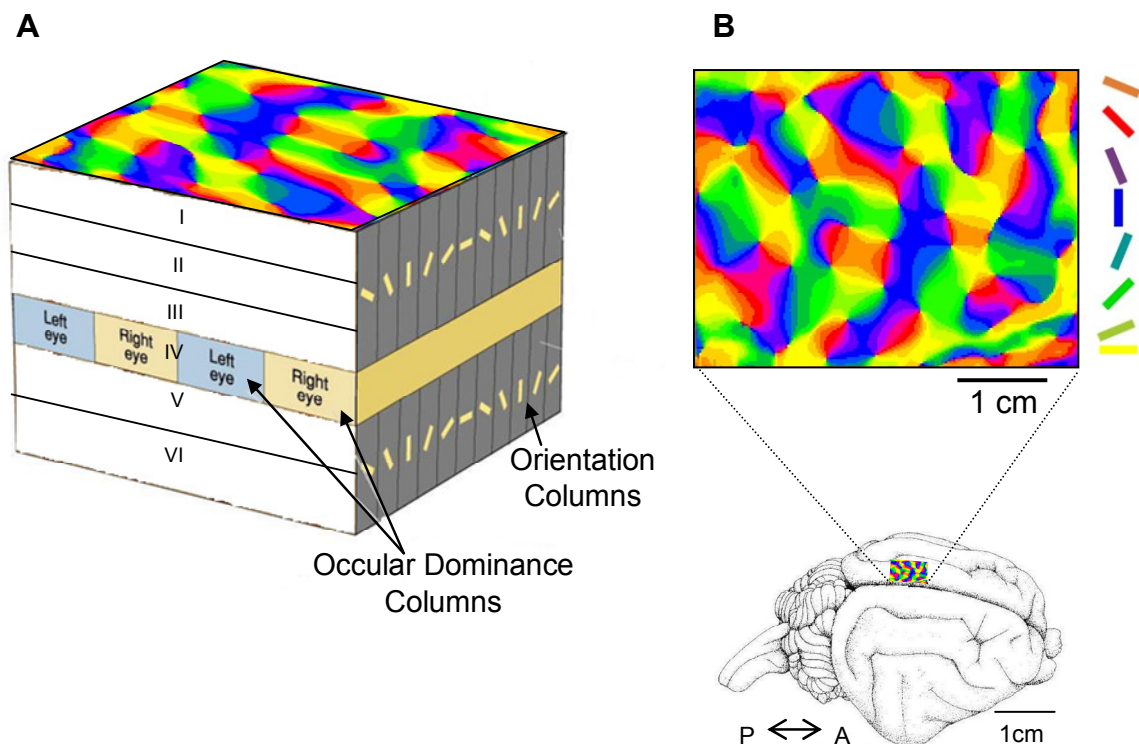 A
I
II
III
Left
eye
Right
eye
IV
Left
eye
Right
eye
V
VI
Orientation
Columns
Occular Dominance
Columns
B
1 cm
1cm
P
A